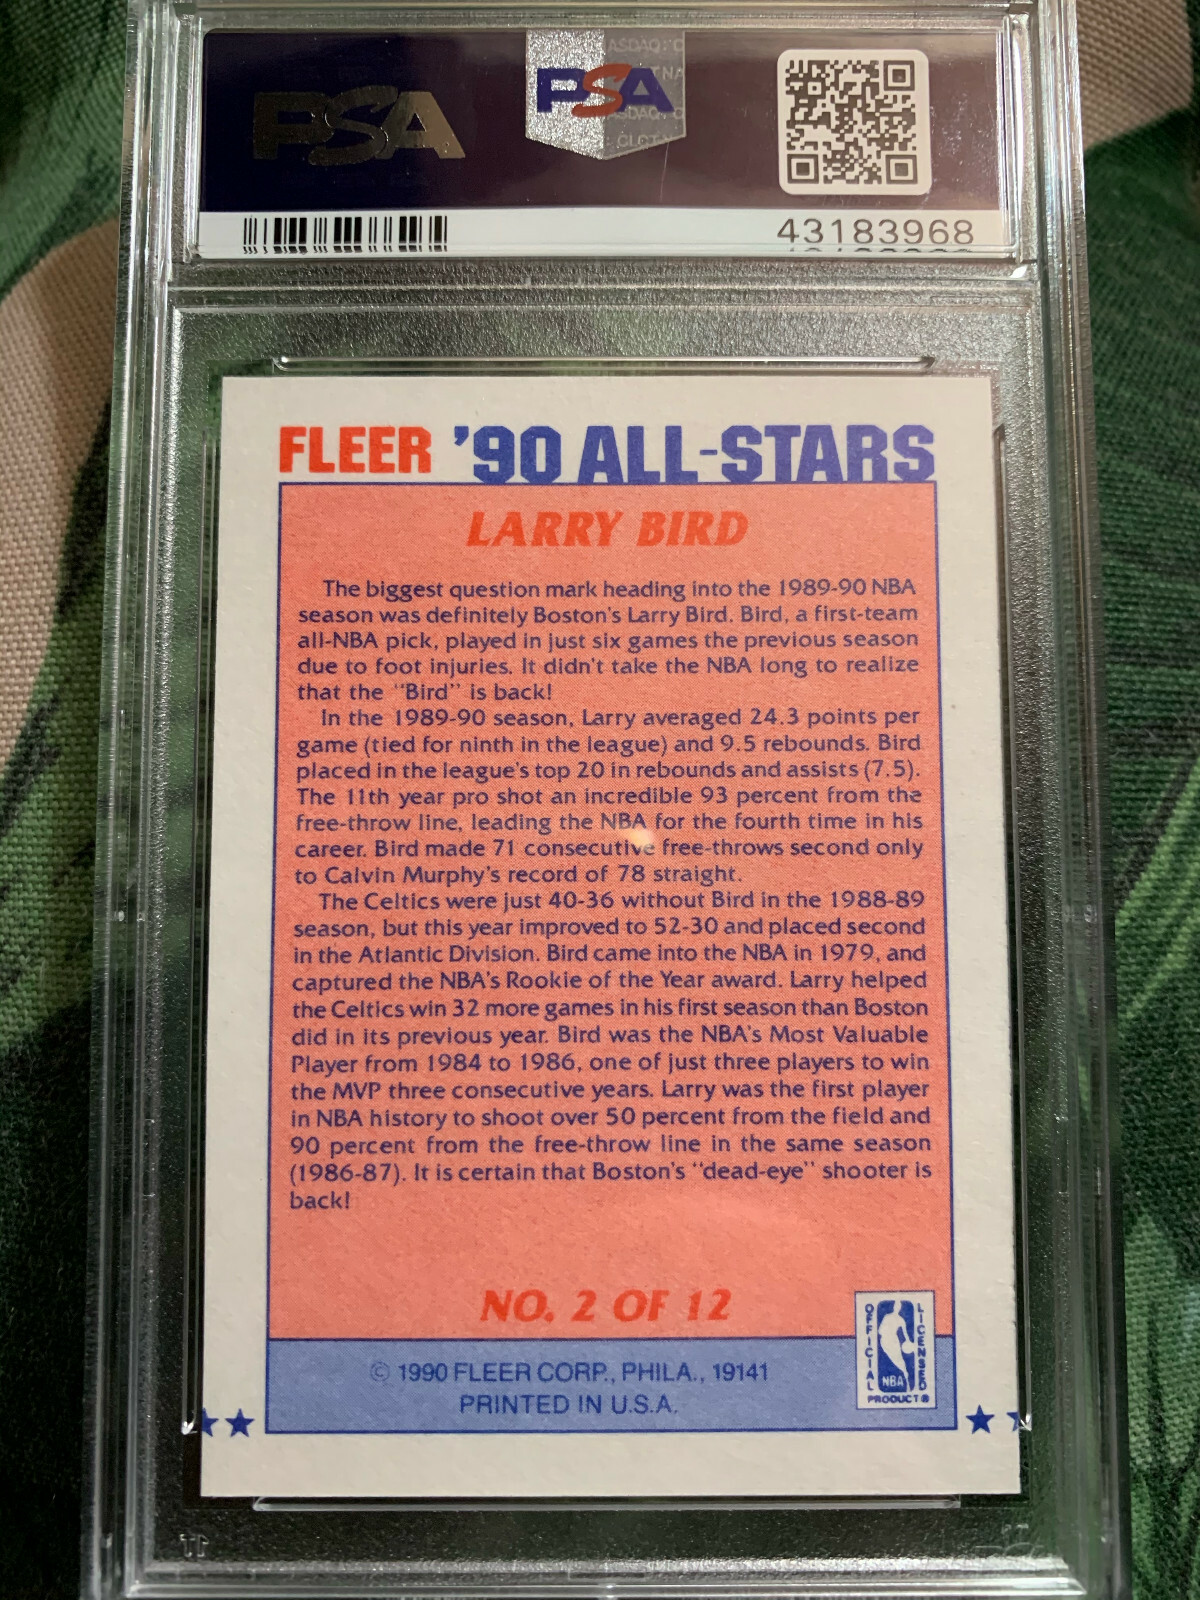 PSA
PSA
43183968
FLEER '90 ALL-STARS
LARRY BIRD
The biggest question mark heading into the 1989-90 NBA
season was definitely Boston's Larry Bird. Bird, a first-team
all-NBA pick, played in just six games the previous season
due to foot injuries. It didn't take the NBA long to realize
that the "Bird" is back!
In the 1989-90 season, Larry averaged 24.3 points per
game (tied for ninth in the league) and 9.5 rebounds. Bird
placed in the league's top 20 in rebounds and assists (7.5).
The 11th year pro shot an incredible 93 percent from the
free-throw line, leading the NBA for the fourth time in his
career. Bird made 71 consecutive free-throws second only
to Calvin Murphy's record of 78 straight.
The Celtics were just 40-36 without Bird in the 1988-89
season, but this year improved to 52-30 and placed second
in the Atlantic Division. Bird came into the NBA in 1979, and
captured the NBA's Rookie of the Year award. Larry helped
the Celtics win 32 more games in his first season than Boston
did in its previous year. Bird was the NBA's Most Valuable
Player from 1984 to 1986, one of just three players to win
the MVP three consecutive years. Larry was the first player
in NBA history to shoot over 50 percent from the field and
90 percent from the free-throw line in the same season
(1986-87). It is certain that Boston's "dead-eye" shooter is
back!
NO. 2 OF 12
OFFICIAL
LICENSED
NBA
PRODUCT®
© 1990 FLEER CORP., PHILA., 19141
PRINTED IN U.S.A.